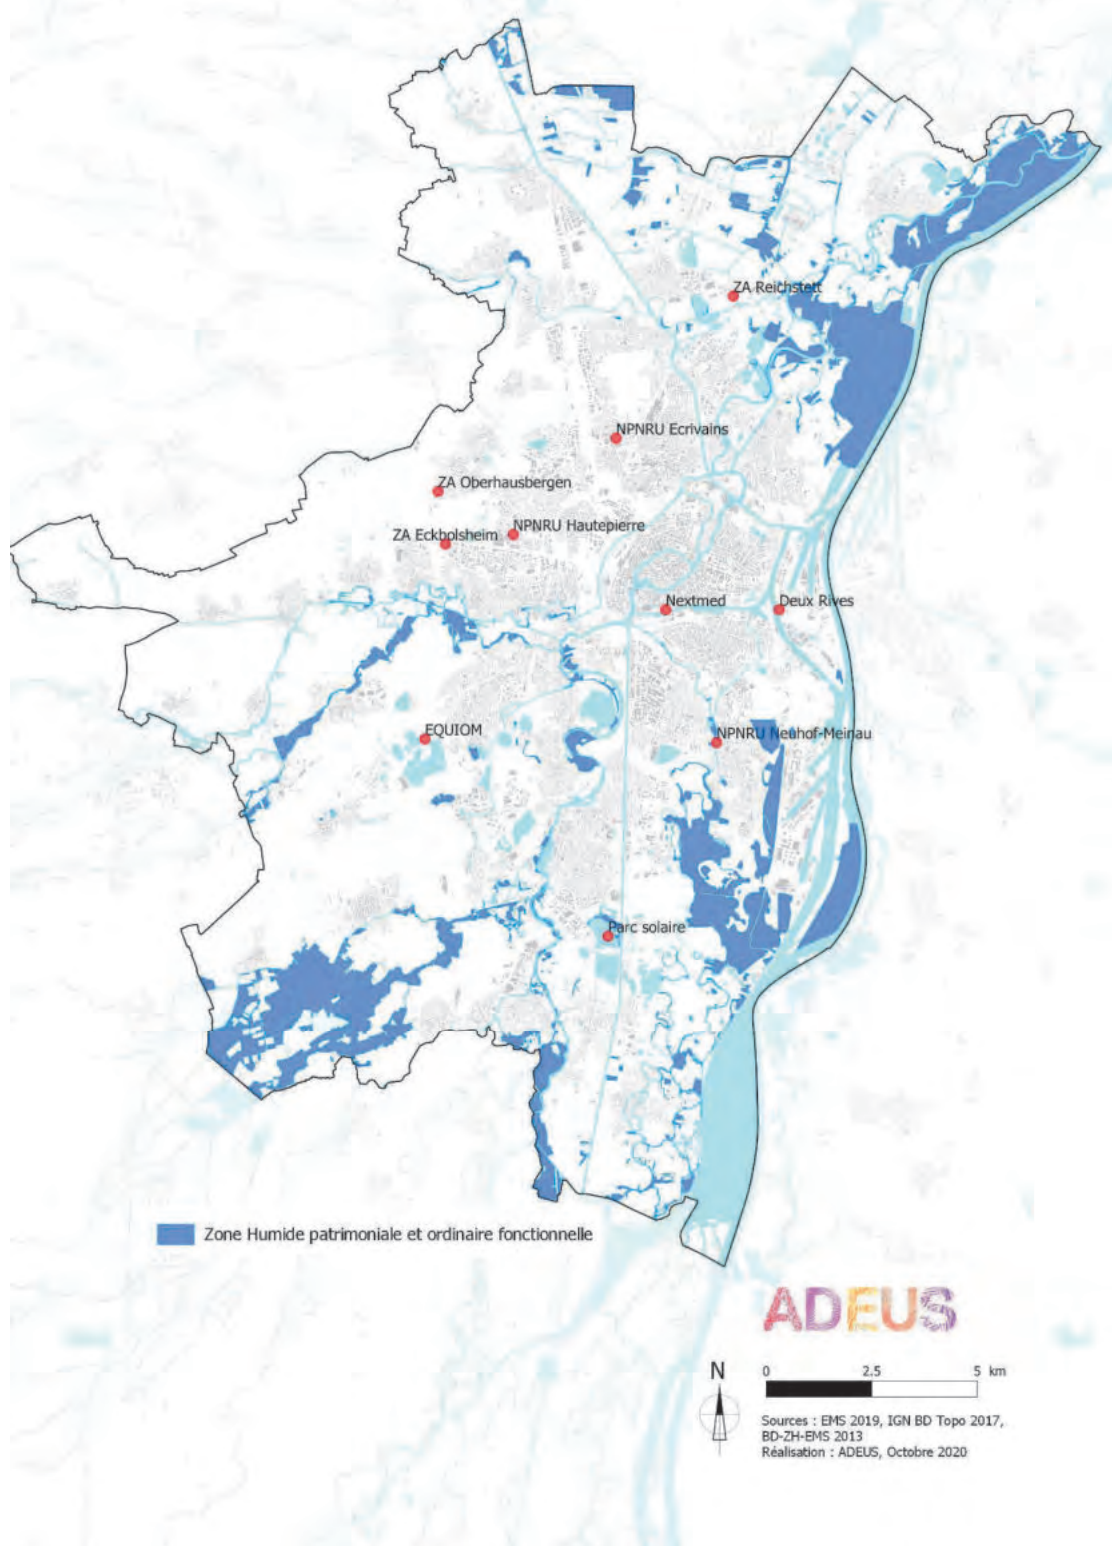 ZA Reichstett
NPNRU Ecrivains
ZA Oberhausbergen
NPNRU Hautepierre
ZA Eckbolsheim
Nextmed
Deux Rives
EQUIOM
NPNRU Neuhof-Meinau
Parc solaire
Zone Humide patrimoniale et ordinaire fonctionnelle
ADEUS
N
0 2.5 5 km
Sources : EMS 2019, IGN BD Topo 2017,
BD-ZH-EMS 2013
Réalisation : ADEUS, Octobre 2020